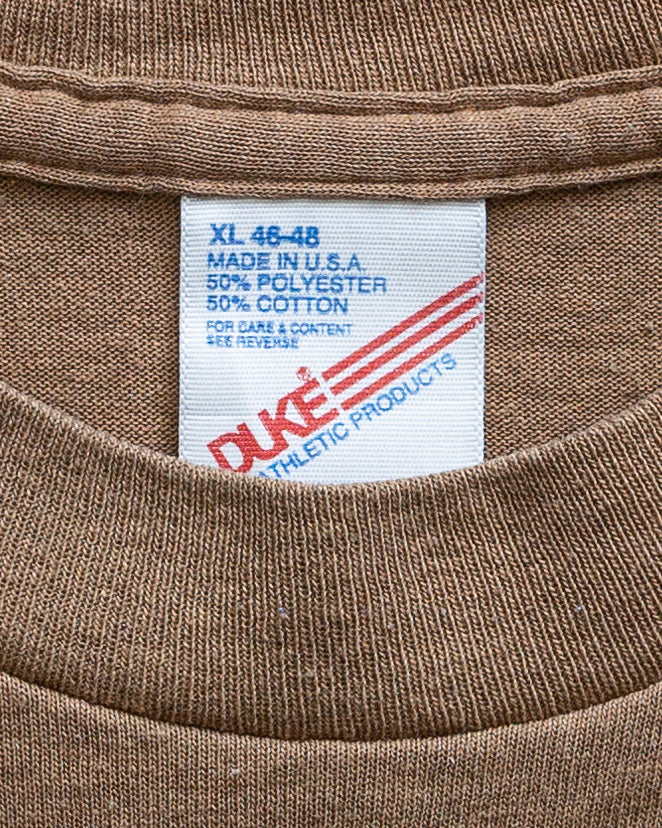 XL 46-48
MADE IN U.S.A.
50% POLYESTER
50% COTTON
FOR CARE & CONTENT
SEE REVERSE
DUKE
ATHLETIC PRODUCTS